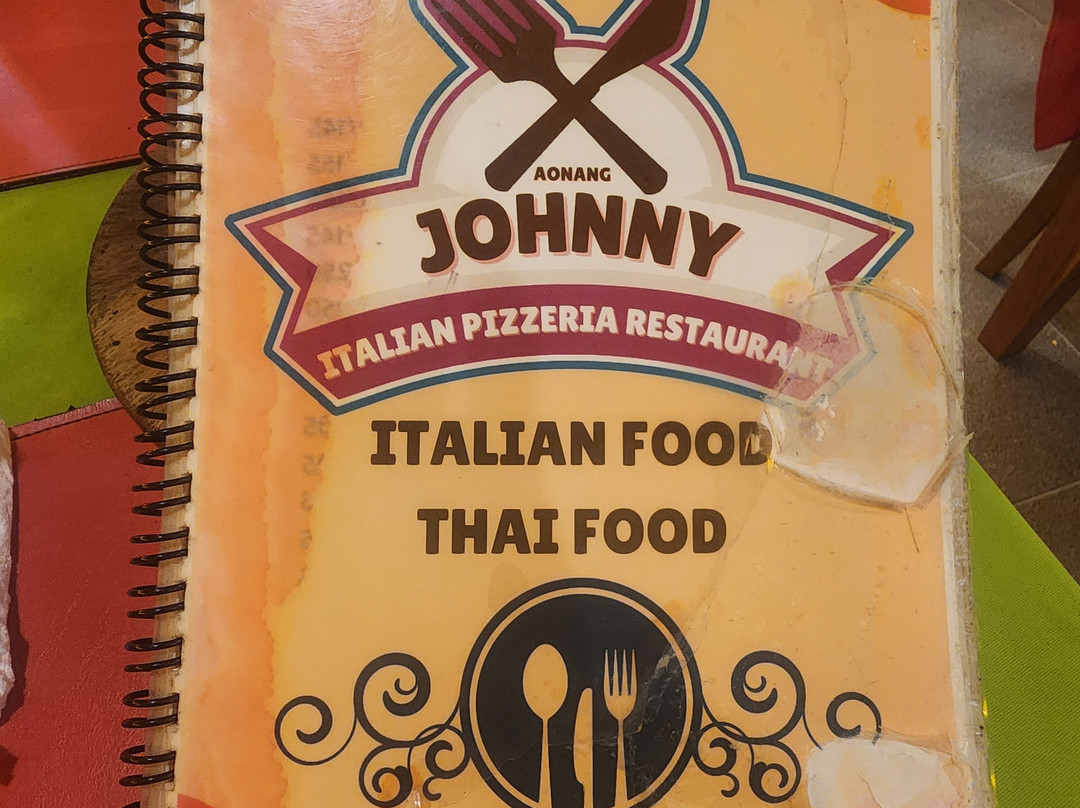 AONANG
JOHNNY
ITALIAN PIZZERIA RESTAURANT
ITALIAN FOOD
THAI FOOD